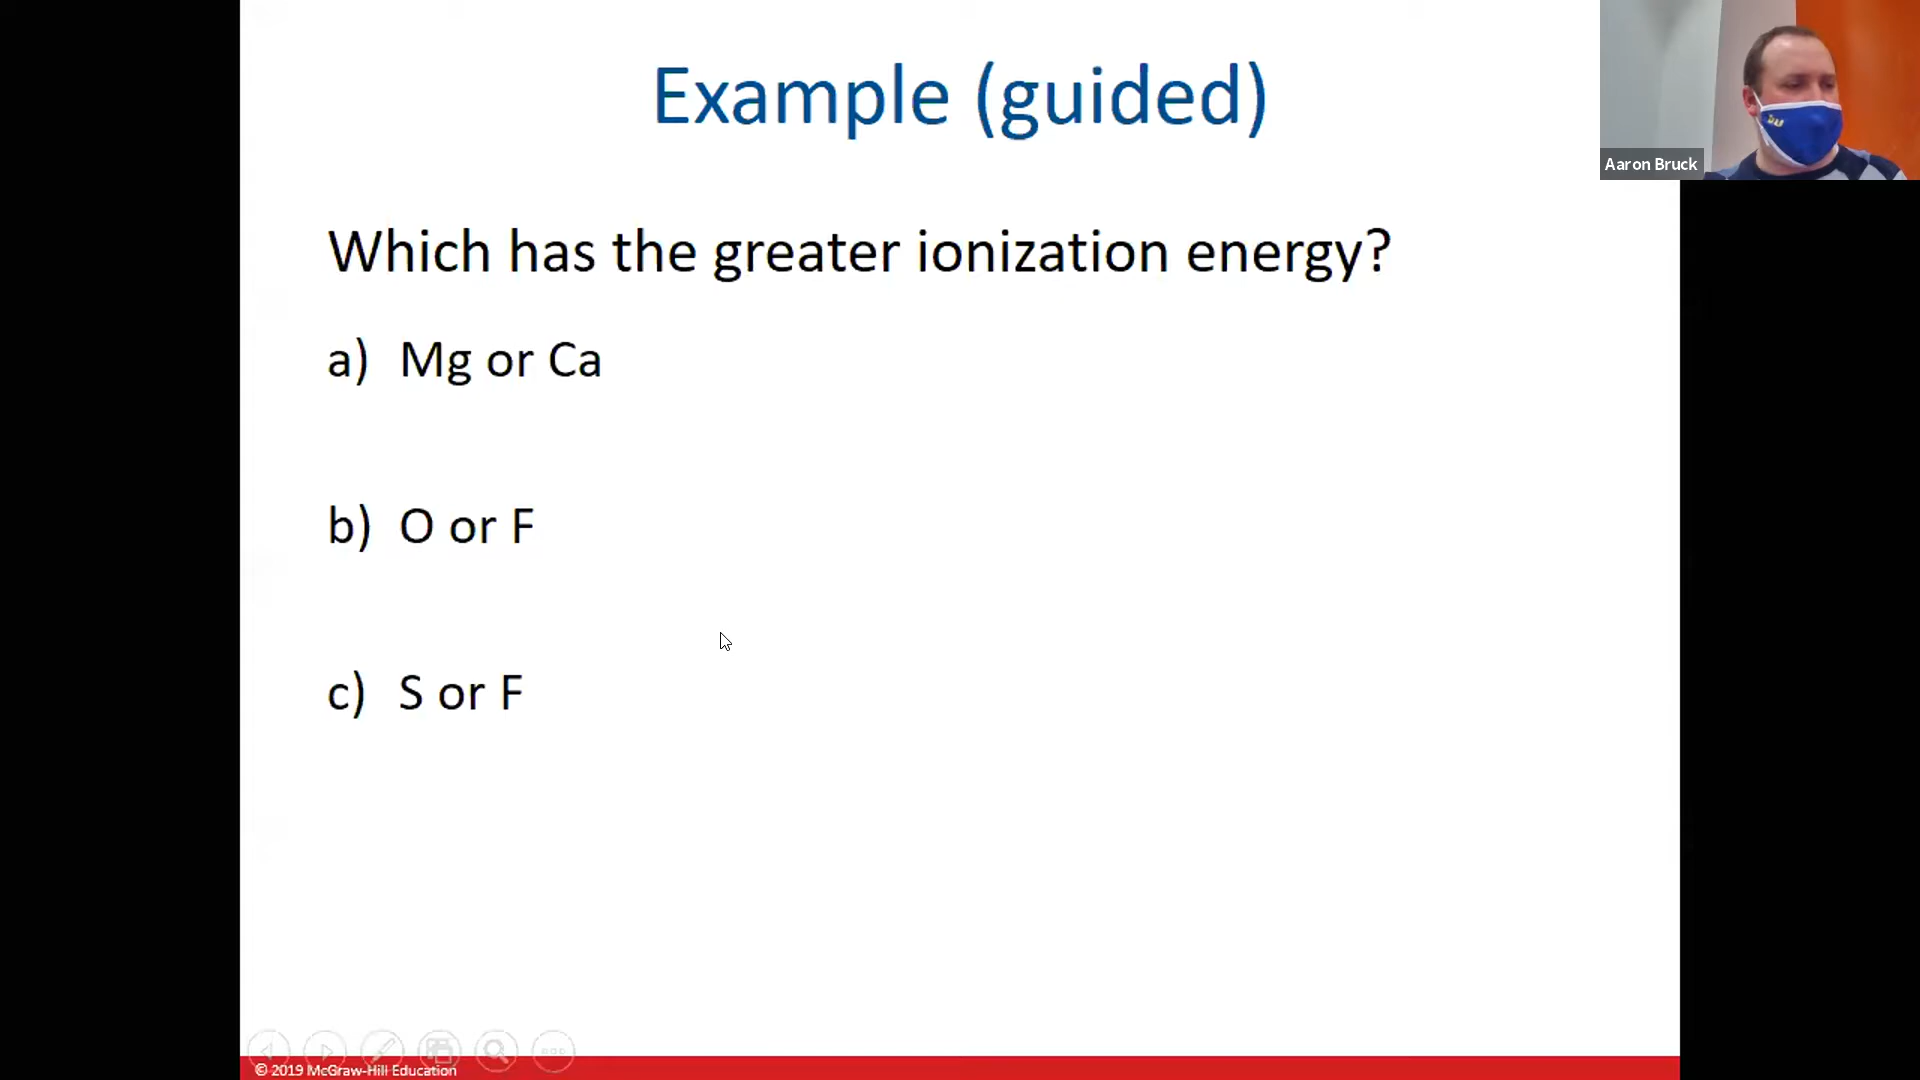 Example (guided)
Aaron Bruck
Which has the greater ionization energy?
a) Mg or Ca
b) O or F
c) S or F
© 2019 McGraw-Hill Education